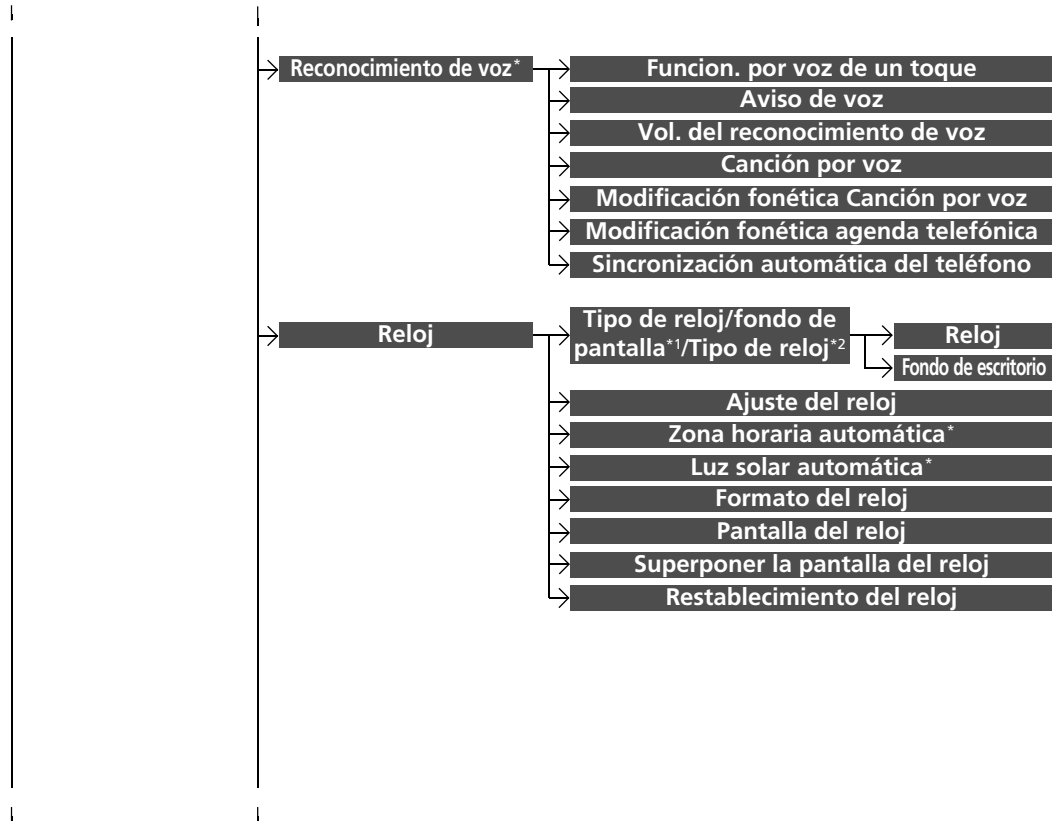 Reconocimiento de voz*
Funcion. por voz de un toque
Aviso de voz
Vol. del reconocimiento de voz
Canción por voz
Modificación fonética Canción por voz
Modificación fonética agenda telefónica
Sincronización automática del teléfono
Reloj
Tipo de reloj/fondo de
pantalla*1/Tipo de reloj*2
Reloj
Fondo de escritorio
Ajuste del reloj
Zona horaria automática*
Luz solar automática*
Formato del reloj
Pantalla del reloj
Superponer la pantalla del reloj
Restablecimiento del reloj